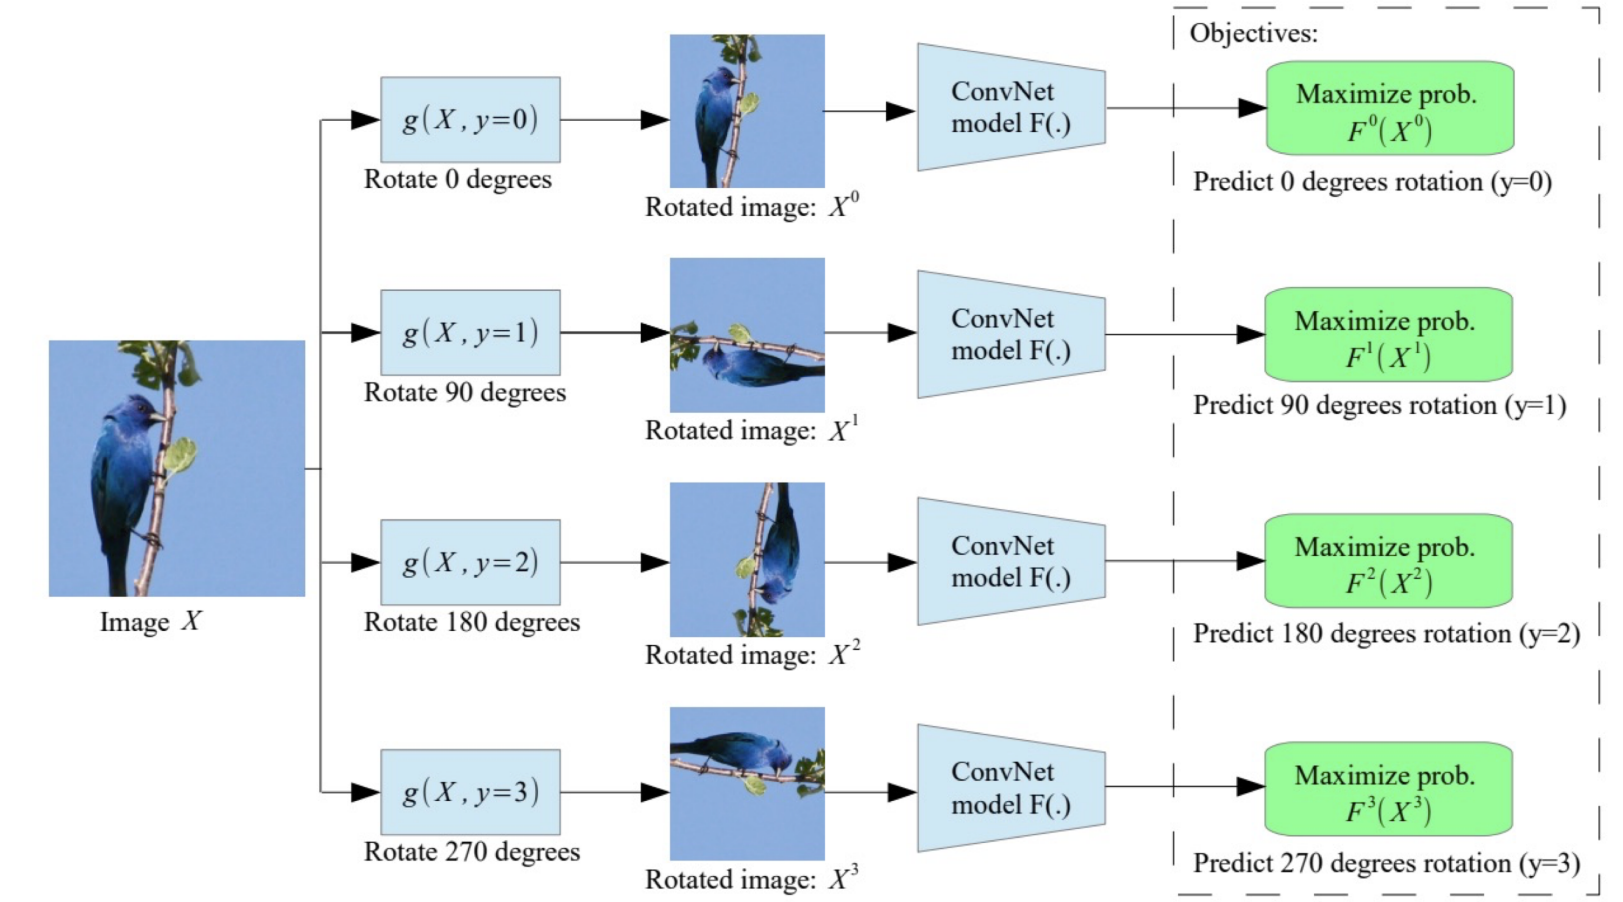 Objectives:
g(X, y=0)
Rotate 0 degrees
Rotated image: X⁰
ConvNet
model F(.)
Maximize prob.
F⁰(X⁰)
Predict 0 degrees rotation (y=0)
g(X, y=1)
Rotate 90 degrees
Rotated image: X¹
ConvNet
model F(.)
Maximize prob.
F¹(X¹)
Predict 90 degrees rotation (y=1)
Image X
g(X, y=2)
Rotate 180 degrees
Rotated image: X²
ConvNet
model F(.)
Maximize prob.
F²(X²)
Predict 180 degrees rotation (y=2)
g(X, y=3)
Rotate 270 degrees
Rotated image: X³
ConvNet
model F(.)
Maximize prob.
F³(X³)
Predict 270 degrees rotation (y=3)